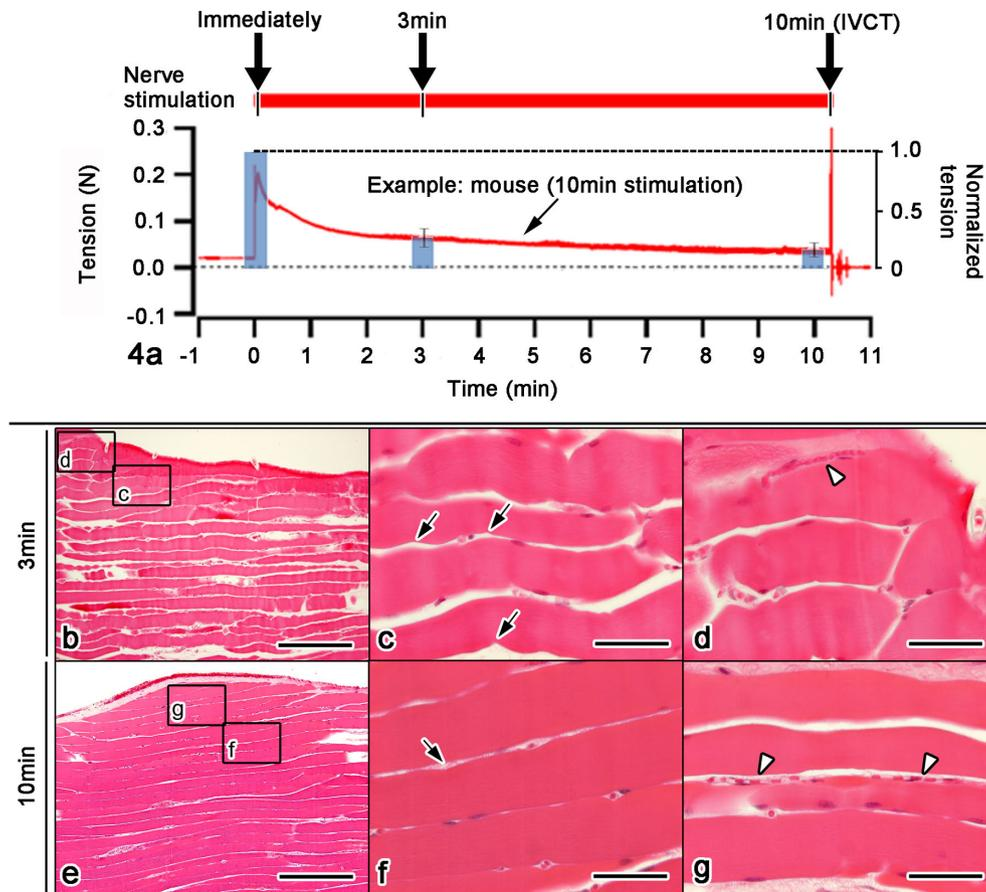 Immediately
3min
10min (IVCT)
Nerve
stimulation
0.3
0.2
0.1
0.0
-0.1
Tension (N)
Example: mouse (10min stimulation)
1.0
0.5
0
Normalized
tension
4a
-1 0 1 2 3 4 5 6 7 8 9 10 11
Time (min)
3min
d
c
b
c
d
10min
g
f
e
f
g